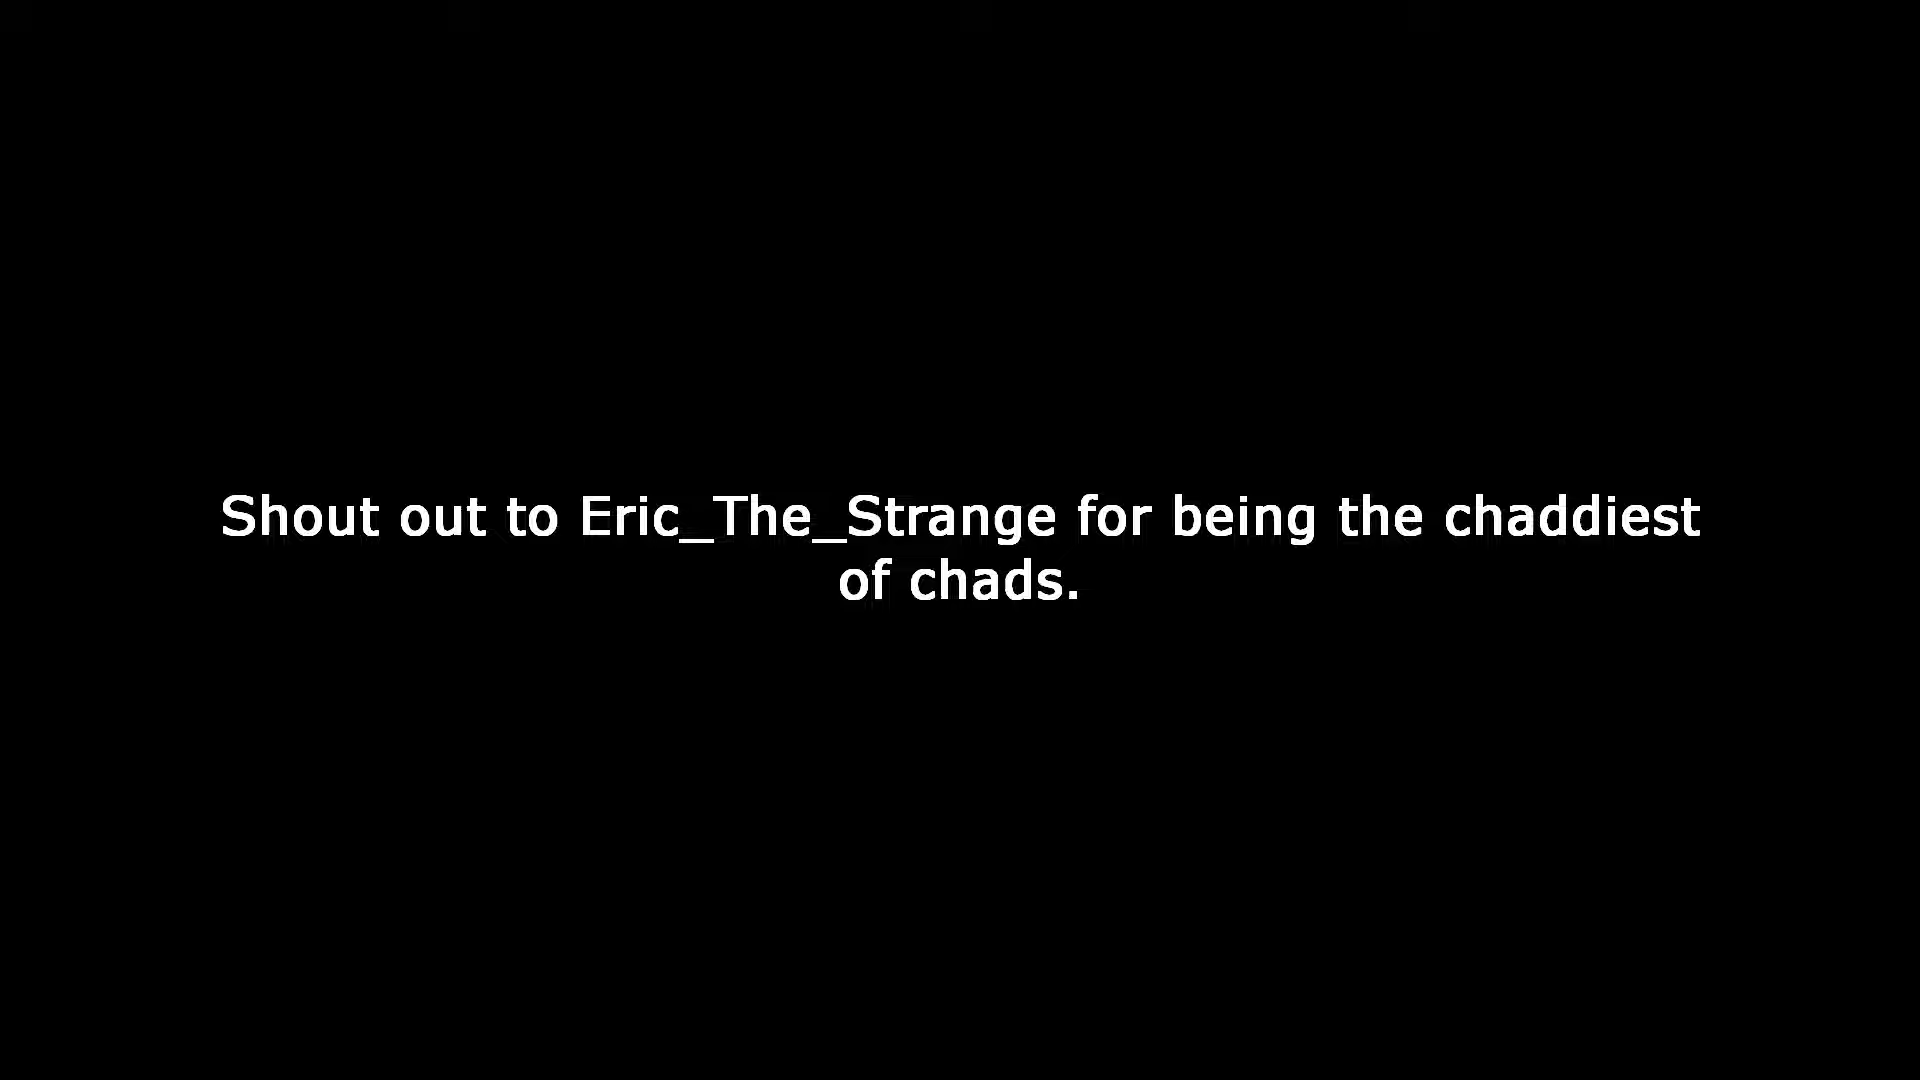 Shout out to Eric_The_Strange for being the chaddiest
of chads.